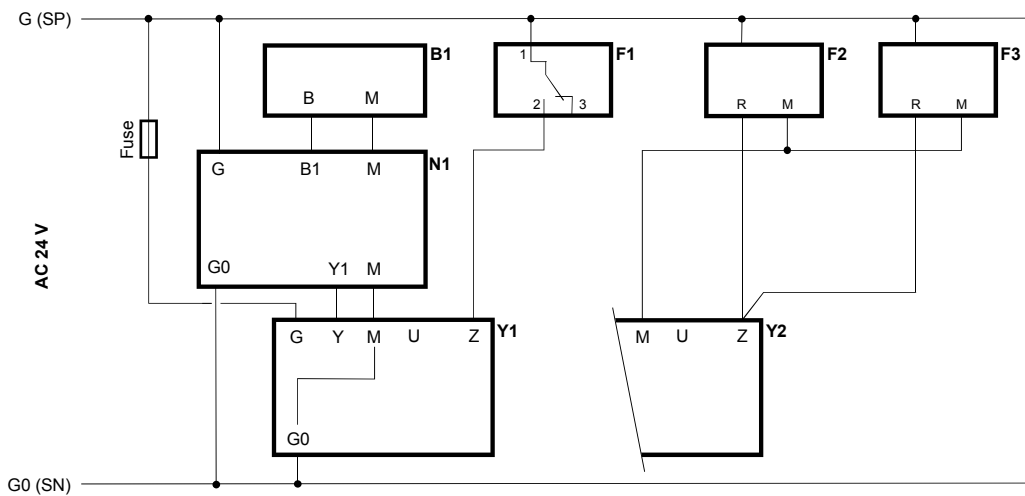 G (SP)
B1
F1
F2
F3
1
B M
2 3
R M
R M
Fuse
N1
G B1 M
AC 24 V
G0 Y1 M
Y1
G Y M U Z
Y2
M U Z
G0
G0 (SN)